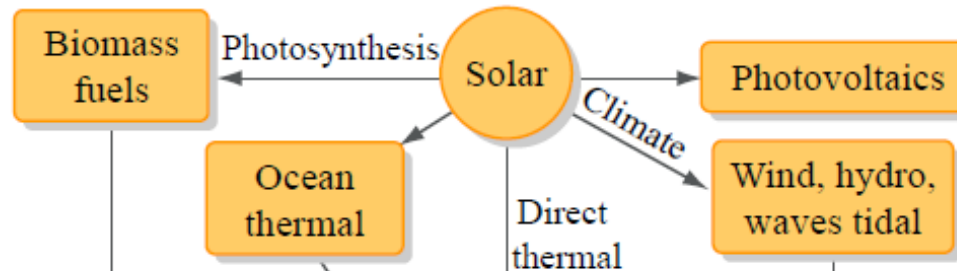 Biomass
fuels
Photosynthesis
Solar
Photovoltaics
Climate
Ocean
thermal
Direct
thermal
Wind, hydro,
waves tidal